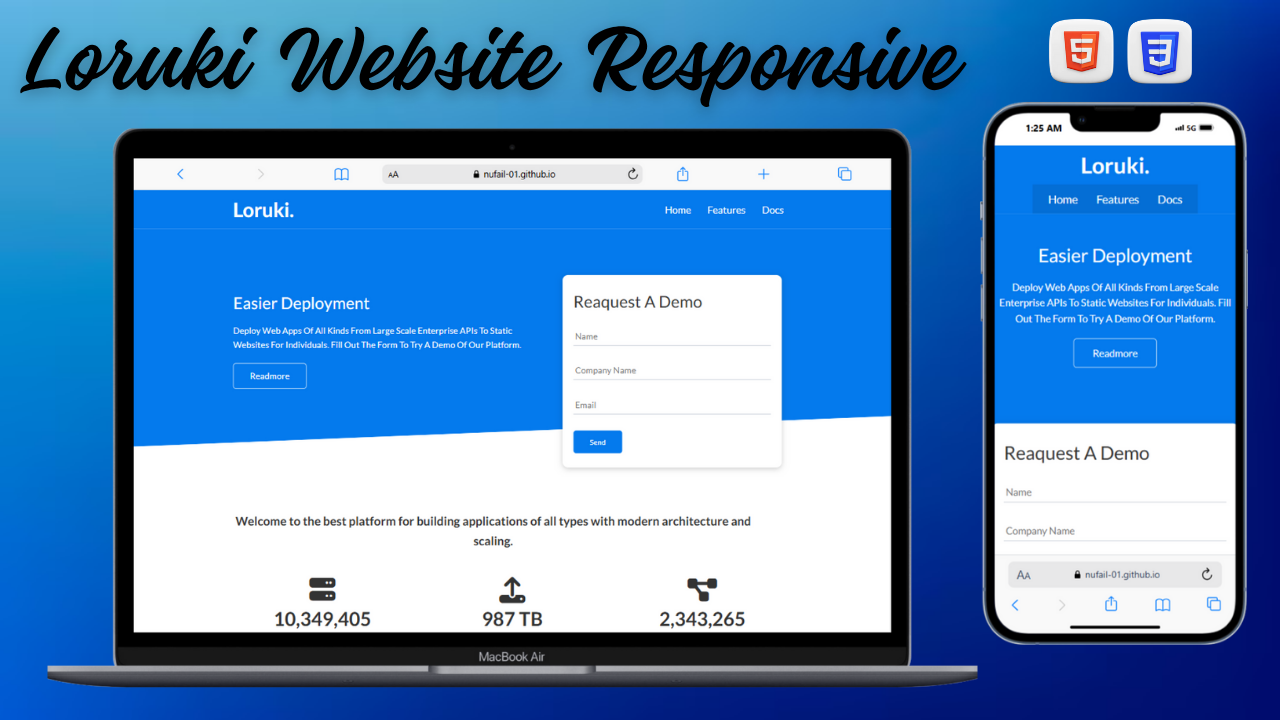 Loruki Website Responsive
5
3
AA
nufail-01.github.io
Loruki.
Home Features Docs
Easier Deployment
Deploy Web Apps Of All Kinds From Large Scale Enterprise APIs To Static
Websites For Individuals. Fill Out The Form To Try A Demo Of Our Platform.
Readmore
Reaquest A Demo
Name
Company Name
Email
Send
Welcome to the best platform for building applications of all types with modern architecture and
scaling.
10,349,405 987 TB 2,343,265
MacBook Air
1:25 AM 5G
Loruki.
Home Features Docs
Easier Deployment
Deploy Web Apps Of All Kinds From Large Scale
Enterprise APIs To Static Websites For Individuals. Fill
Out The Form To Try A Demo Of Our Platform.
Readmore
Reaquest A Demo
Name
Company Name
AA nufail-01.github.io